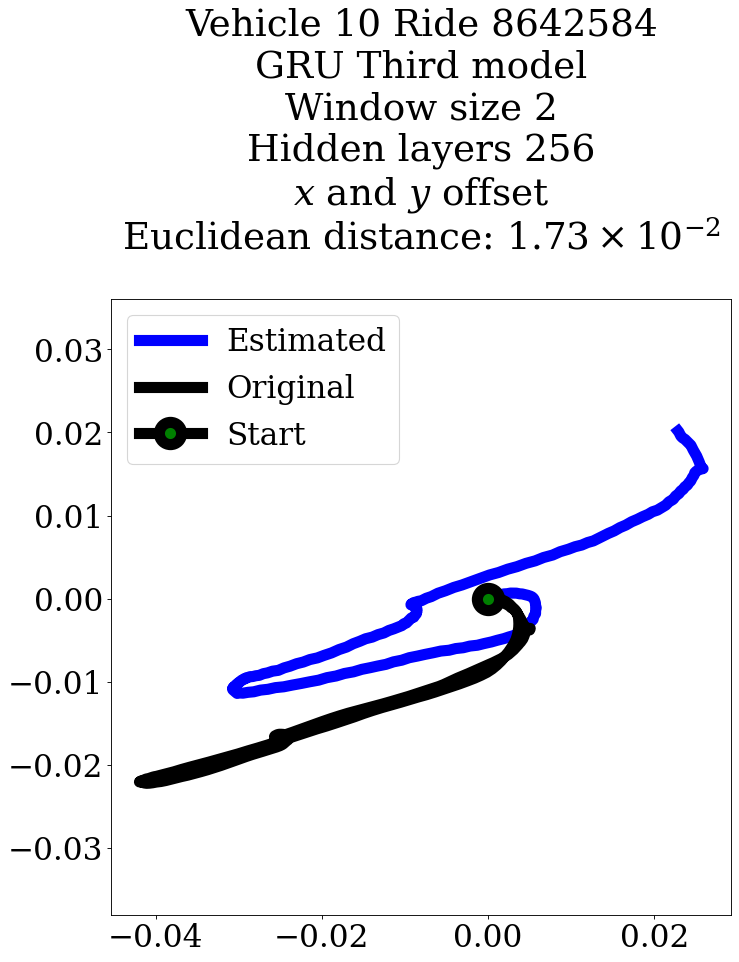 Vehicle 10 Ride 8642584
GRU Third model
Window size 2
Hidden layers 256
x and y offset
Euclidean distance: 1.73 × 10⁻²
Estimated
Original
Start
0.03
0.02
0.01
0.00
−0.01
−0.02
−0.03
−0.04 −0.02 0.00 0.02